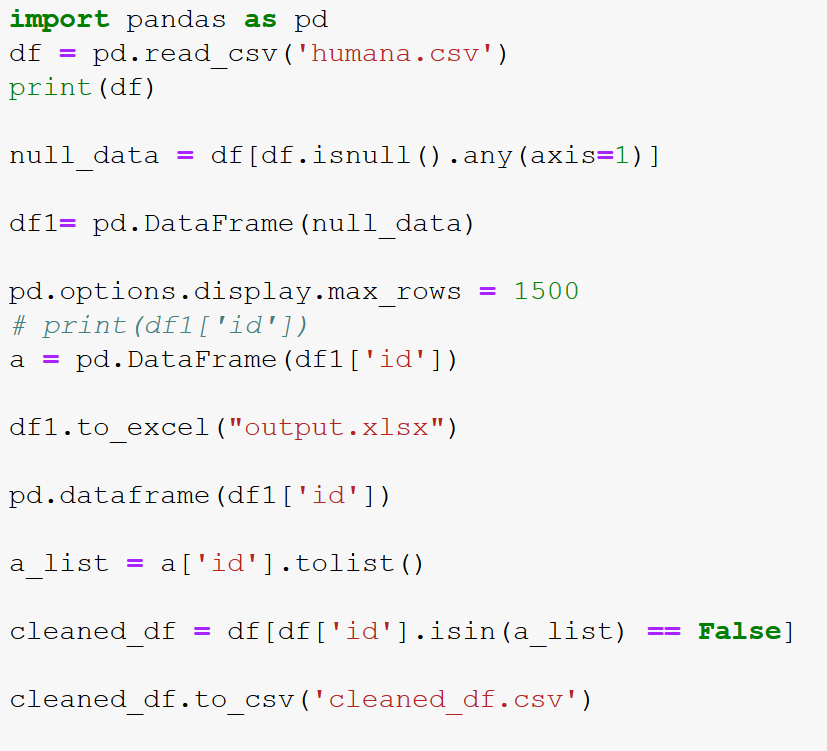 import pandas as pd
df = pd.read_csv('humana.csv')
print(df)
null_data = df[df.isnull().any(axis=1)]
df1= pd.DataFrame(null_data)
pd.options.display.max_rows = 1500
# print(df1['id'])
a = pd.DataFrame(df1['id'])
df1.to_excel("output.xlsx")
pd.dataframe(df1['id'])
a_list = a['id'].tolist()
cleaned_df = df[df['id'].isin(a_list) == False]
cleaned_df.to_csv('cleaned_df.csv')